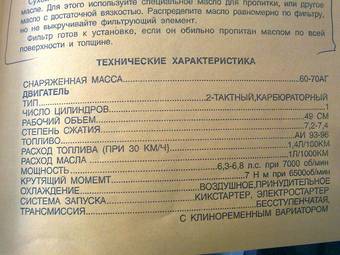 масле. Для этого используйте специальное масло для пропитки, или другое
масло с достаточной вязкостью. Распределите масло равномерно по фильтру,
но не выкручивайте фильтрующий элемент.
Фильтр готов к установке, если он обильно пропитан маслом по всей
поверхности и толщине.
ТЕХНИЧЕСКИЕ ХАРАКТЕРИСТИКА
СНАРЯЖЕННАЯ МАССА 60-70АГ
ДВИГАТЕЛЬ
ТИП 2-ТАКТНЫЙ,КАРБЮРАТОРНЫЙ
ЧИСЛО ЦИЛИНДРОВ 1
РАБОЧИЙ ОБЪЕМ 49 СМ
СТЕПЕНЬ СЖАТИЯ 7,2-7,4
ТОПЛИВО АИ 93-96
РАСХОД ТОПЛИВА (ПРИ 30 КМ/Ч) 1,4Л/100КМ
РАСХОД МАСЛА 1Л/1000КМ
МОЩНОСТЬ 6,3-6,8 л.с. при 7000 об/мин
КРУТЯЩИЙ МОМЕМТ 7 Н м при 6500об/мин
ОХЛАЖДЕНИЕ ВОЗДУШНОЕ,ПРИНУДИТЕЛЬНОЕ
СИСТЕМА ЗАПУСКА КИКСТАРТЕР, ЭЛЕКТРОСТАРТЕР
ТРАНСМИССИЯ БЕССТУПЕНЧАТАЯ,
С КЛИНОРЕМЕННЫМ ВАРИАТОРОМ